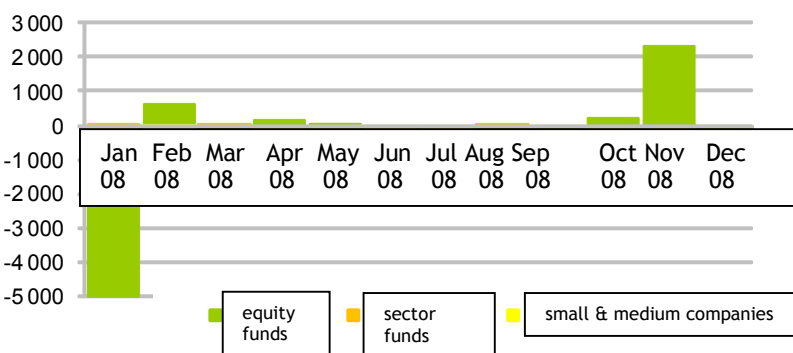 3 000
2 000
1 000
0
-1 000
-2 000
-3 000
-4 000
-5 000
Jan Feb Mar Apr May Jun Jul Aug Sep Oct Nov Dec
08 08 08 08 08 08 08 08 08 08 08 08
equity funds
sector funds
small & medium companies